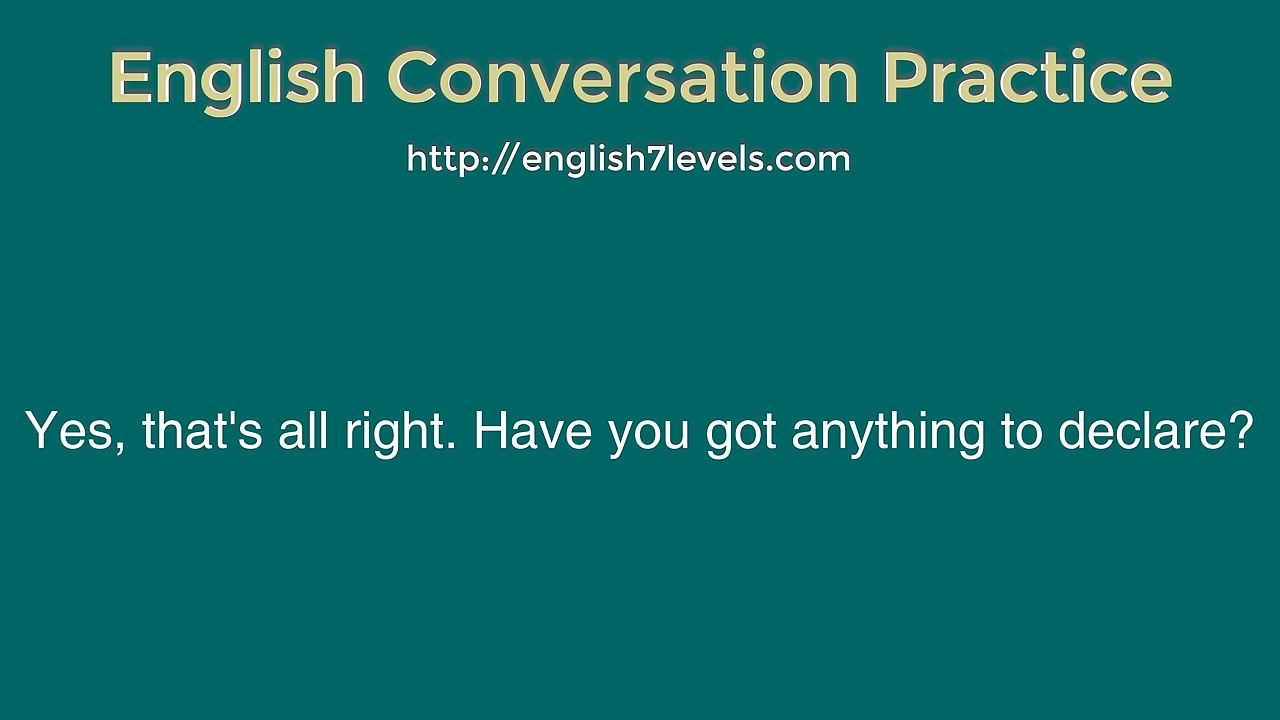 English Conversation Practice
http://english7levels.com
Yes, that's all right. Have you got anything to declare?